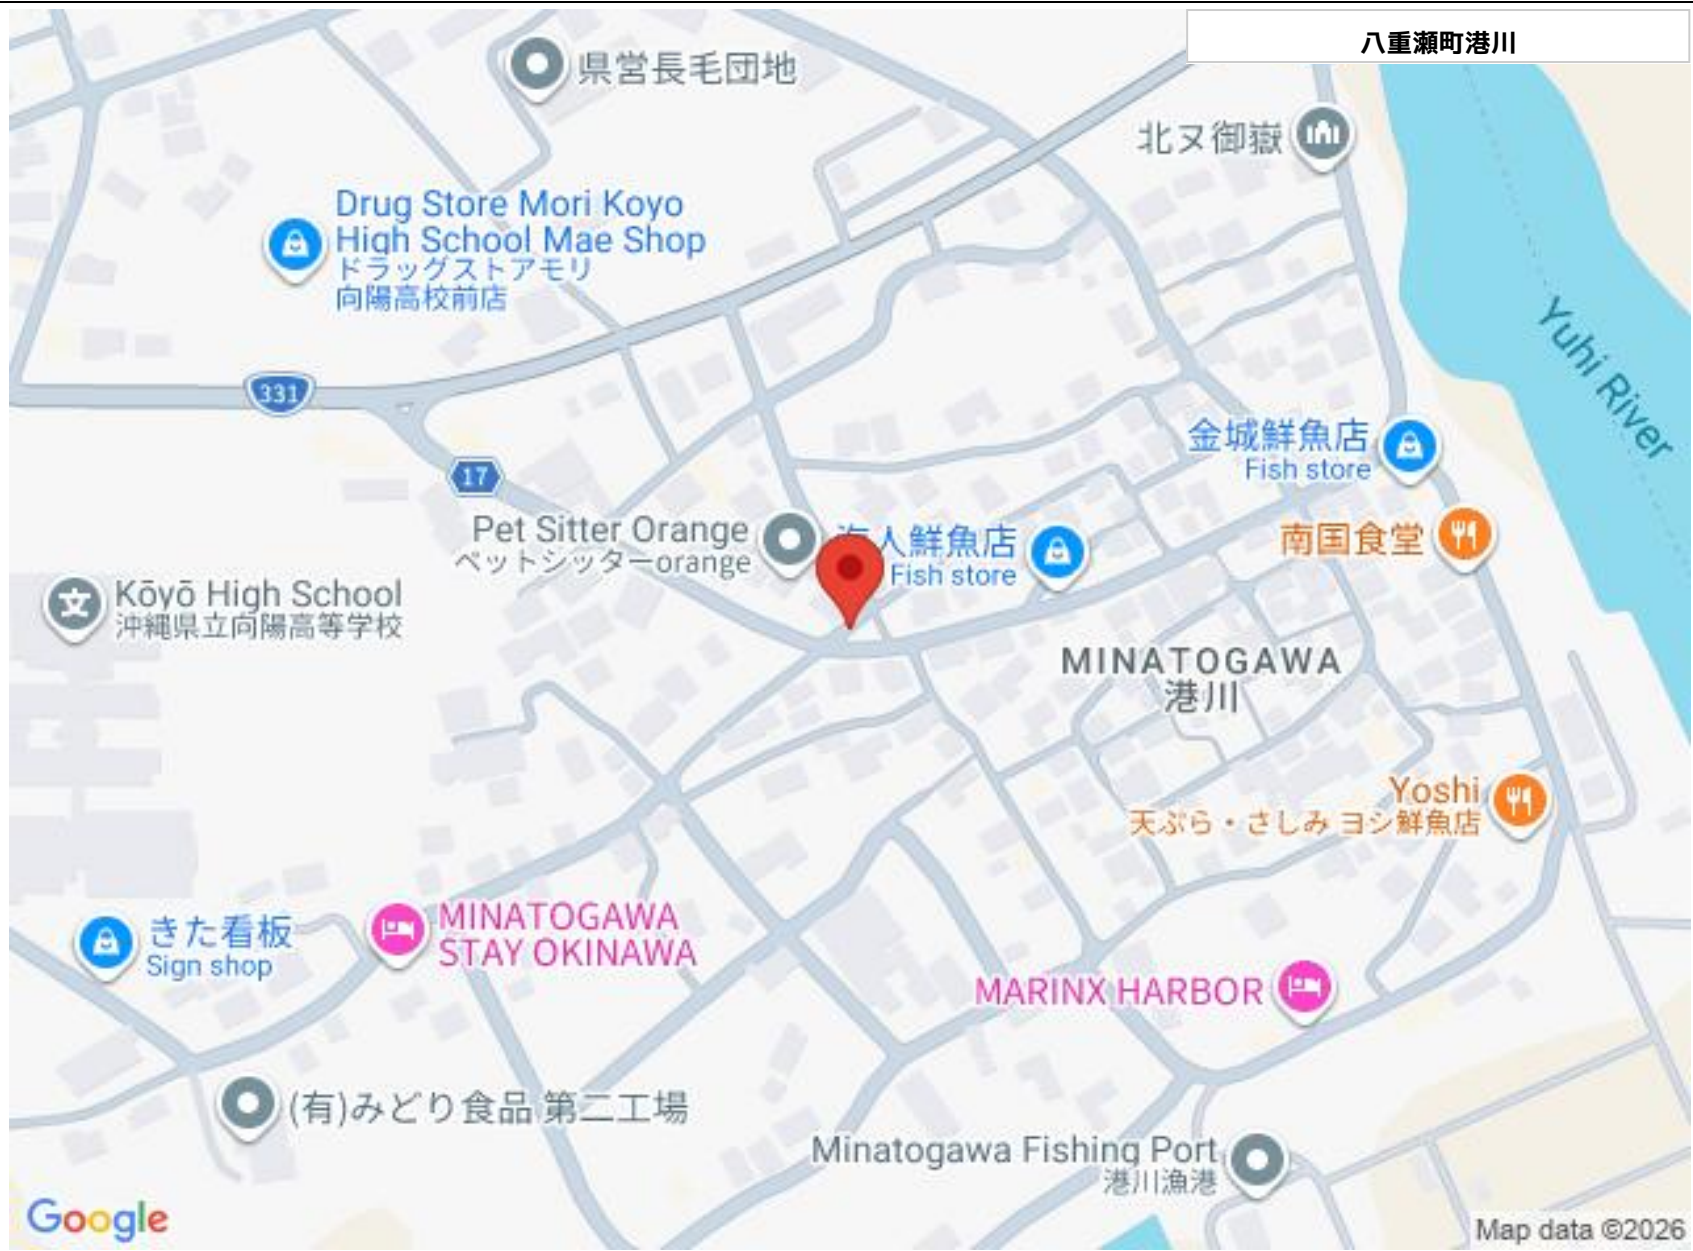 八重瀬町港川
県営長毛団地
北ヌ御嶽
Drug Store Mori Koyo
High School Mae Shop
ドラッグストアモリ
向陽高校前店
Yuhi River
331
17
金城鮮魚店
Fish store
Pet Sitter Orange
ペットシッターorange
人鮮魚店
Fish store
南国食堂
Kōyō High School
沖縄県立向陽高等学校
文
MINATOGAWA
港川
Yoshi
天ぷら・さしみ ヨシ鮮魚店
きた看板
Sign shop
MINATOGAWA
STAY OKINAWA
MARINX HARBOR
(有)みどり食品 第二工場
Minatogawa Fishing Port
港川漁港
Google
Map data ©2026